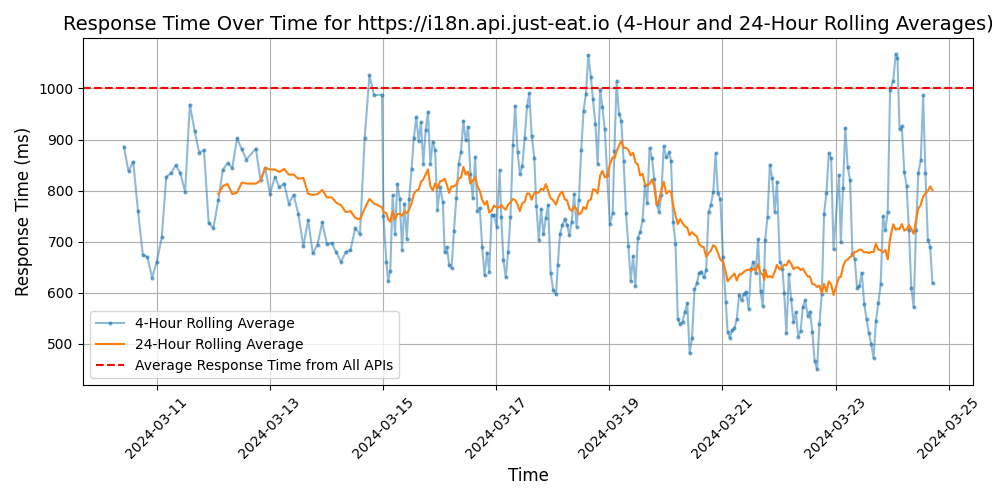 Response Time Over Time for https://i18n.api.just-eat.io (4-Hour and 24-Hour Rolling Averages)
Response Time (ms)
1000
900
800
700
600
500
4-Hour Rolling Average
24-Hour Rolling Average
Average Response Time from All APIs
2024-03-11
2024-03-13
2024-03-15
2024-03-17
2024-03-19
2024-03-21
2024-03-23
2024-03-25
Time